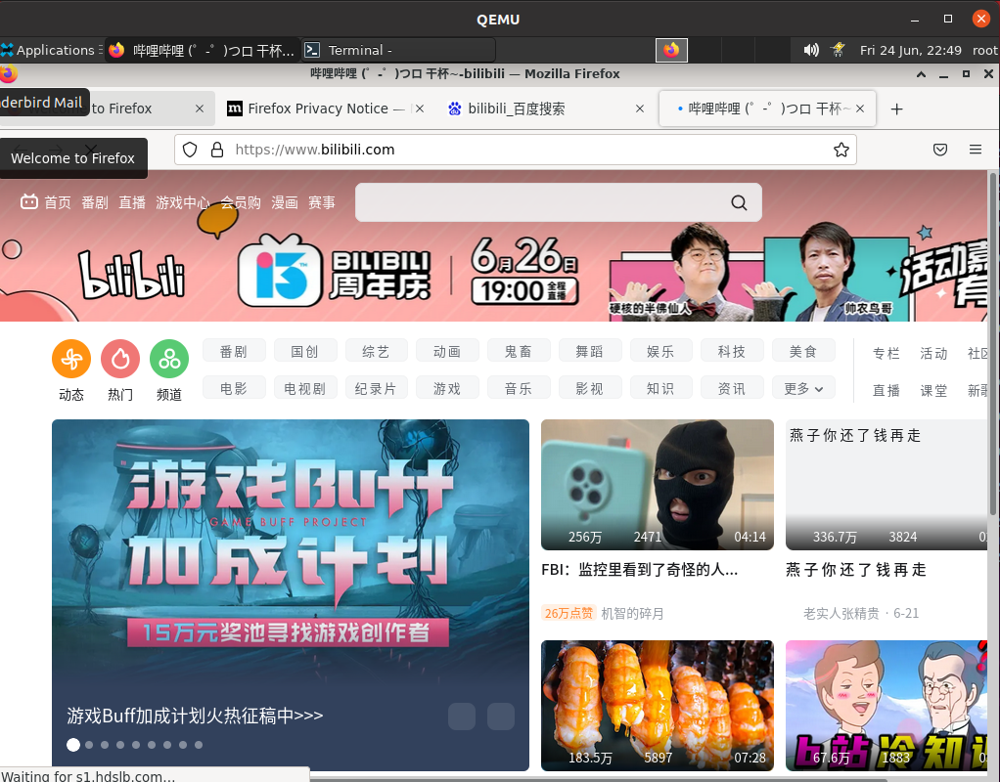 QEMU
Applications
哔哩哔哩 (゜-゜)つロ 干杯...
Terminal -
Fri 24 Jun, 22:49
root
哔哩哔哩 (゜-゜)つロ 干杯~-bilibili — Mozilla Firefox
derbird Mail
to Firefox
Firefox Privacy Notice —
bilibili_百度搜索
哔哩哔哩 (゜-゜)つロ 干杯~
Welcome to Firefox
https://www.bilibili.com
首页 番剧 直播 游戏中心 会员购 漫画 赛事
bilibili
13
BILIBILI
周年庆
6月26日
19:00 全程直播
硬核的半佛仙人
帅农鸟哥
活动嘉
有
番剧 国创 综艺 动画 鬼畜 舞蹈 娱乐 科技 美食
专栏 活动 社区
动态 热门 频道
电影 电视剧 纪录片 游戏 音乐 影视 知识 资讯 更多
直播 课堂 新歌
游戏Buff
GAME BUFF PROJECT
加成计划
15万元奖池寻找游戏创作者
游戏Buff加成计划火热征稿中>>>
256万 2471 04:14
FBI：监控里看到了奇怪的人...
26万点赞 机智的碎月
燕子你还了钱再走
336.7万 3824
燕子你还了钱再走
老实人张精贵 · 6-21
183.5万 5897 07:28
b站冷知识
67.6万 1883
Waiting for s1.hdslb.com...